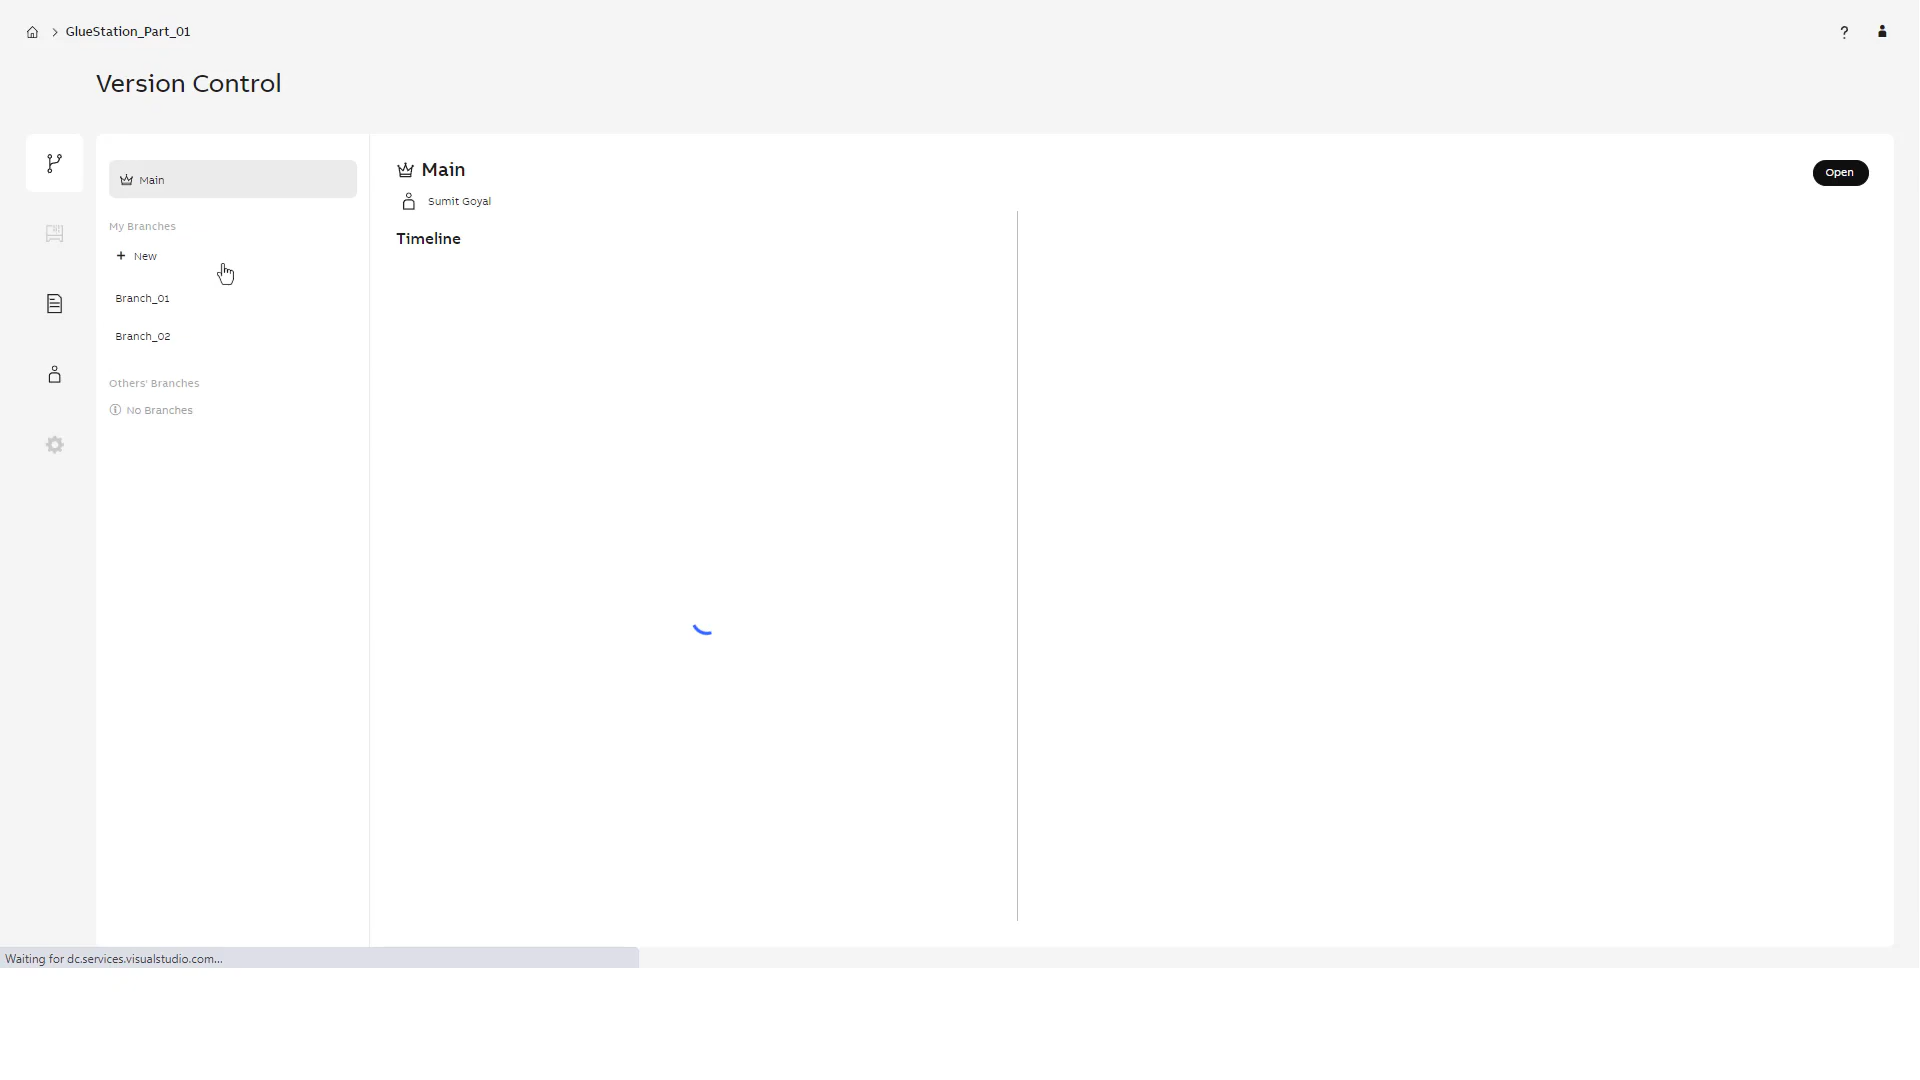 GlueStation_Part_01
?
Version Control
Main
My Branches
+ New
Branch_01
Branch_02
Others' Branches
No Branches
Main
Open
Sumit Goyal
Timeline
Waiting for dc.services.visualstudio.com...